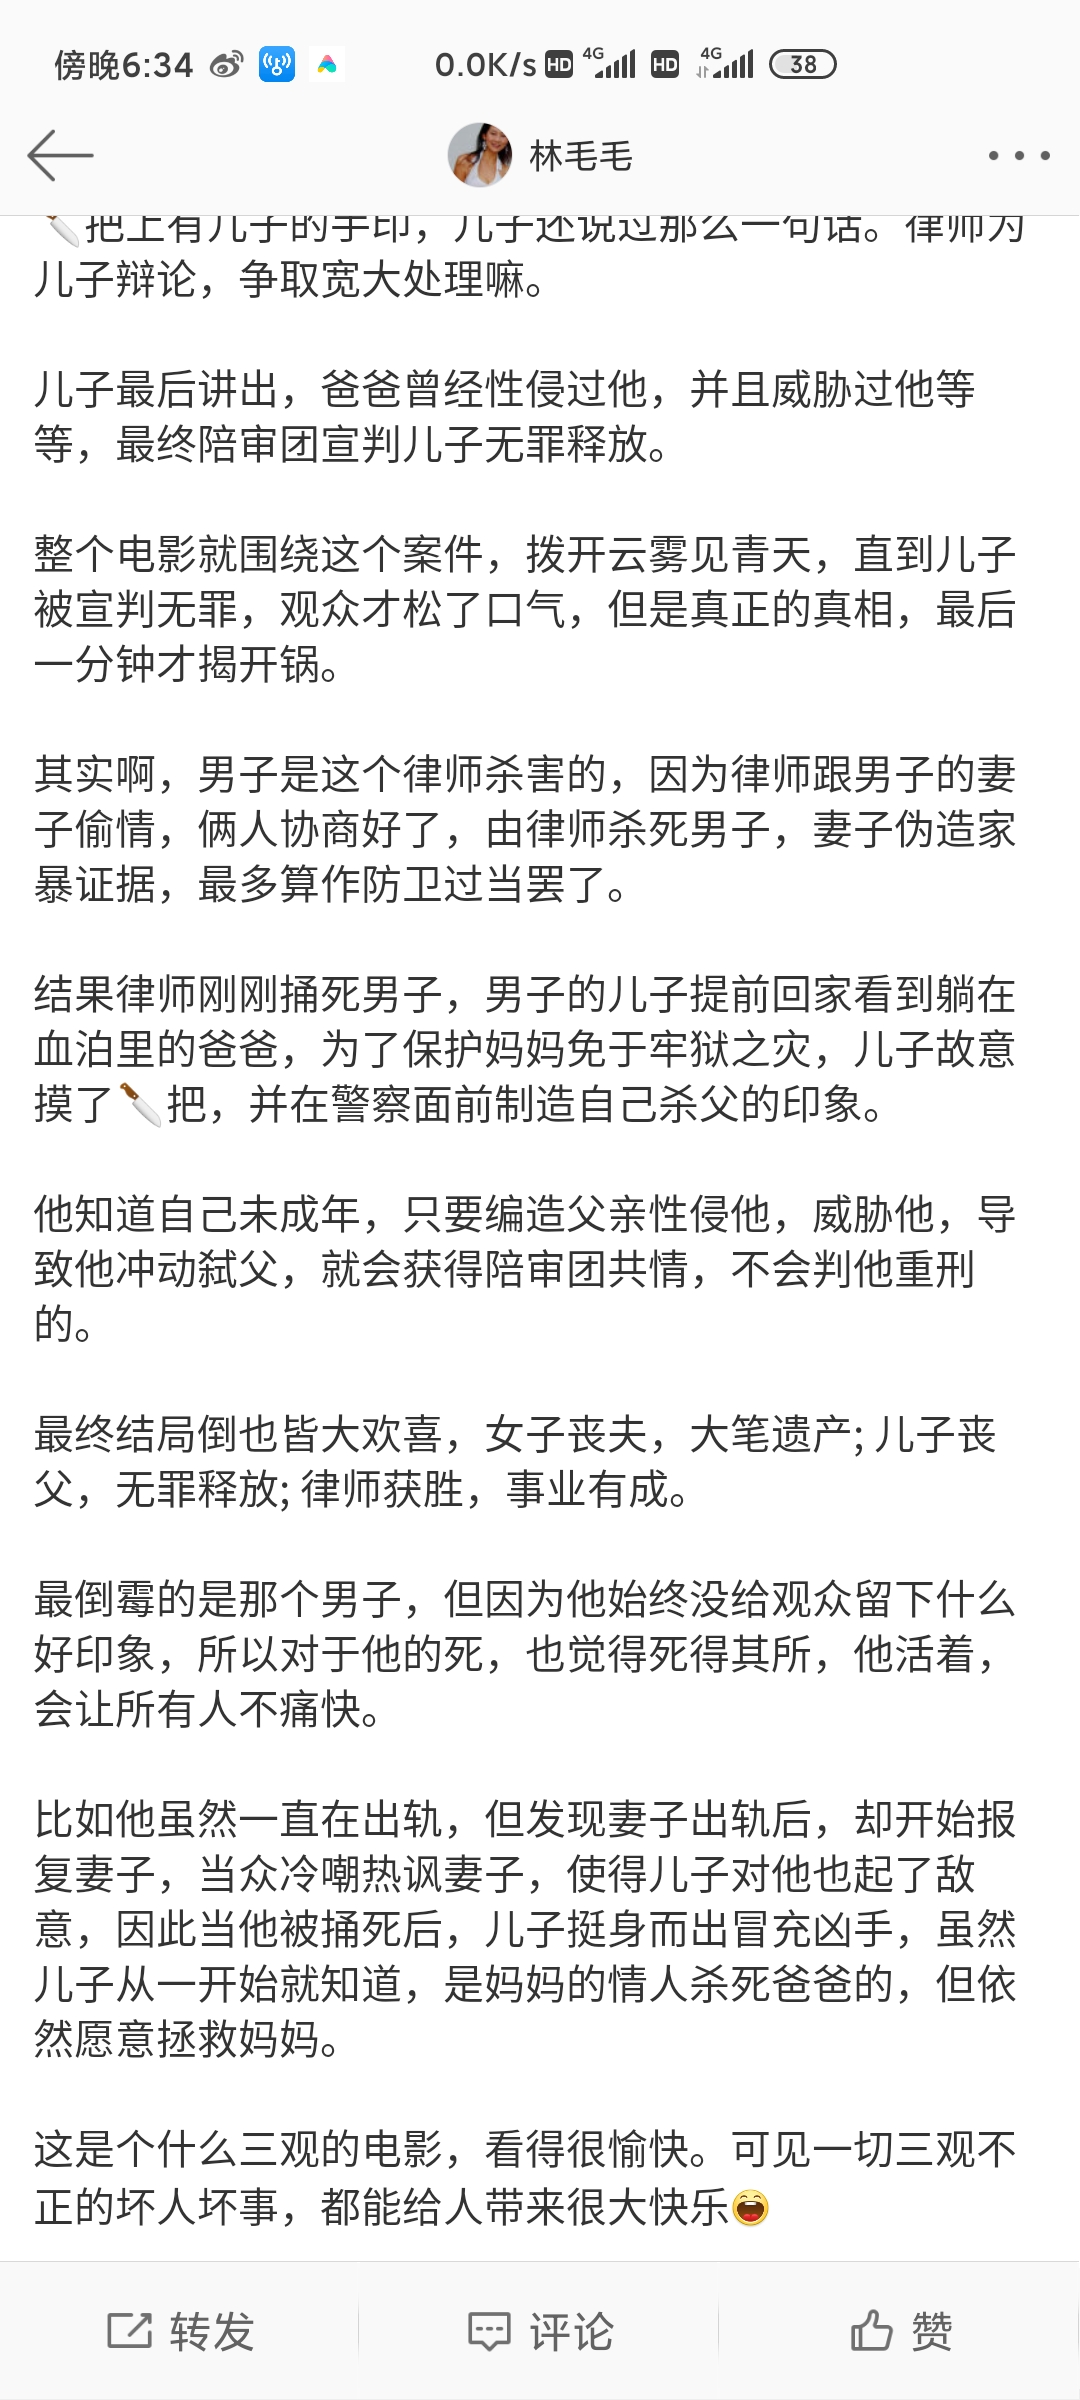 傍晚6:34
0.0K/s HD 4G HD 4G 38
林毛毛
把上有儿子的手印，儿子还说过那么一句话。律师为
儿子辩论，争取宽大处理嘛。
儿子最后讲出，爸爸曾经性侵过他，并且威胁过他等
等，最终陪审团宣判儿子无罪释放。
整个电影就围绕这个案件，拨开云雾见青天，直到儿子
被宣判无罪，观众才松了口气，但是真正的真相，最后
一分钟才揭开锅。
其实啊，男子是这个律师杀害的，因为律师跟男子的妻
子偷情，俩人协商好了，由律师杀死男子，妻子伪造家
暴证据，最多算作防卫过当罢了。
结果律师刚刚捅死男子，男子的儿子提前回家看到躺在
血泊里的爸爸，为了保护妈妈免于牢狱之灾，儿子故意
摸了🔪把，并在警察面前制造自己杀父的印象。
他知道自己未成年，只要编造父亲性侵他，威胁他，导
致他冲动弑父，就会获得陪审团共情，不会判他重刑
的。
最终结局倒也皆大欢喜，女子丧夫，大笔遗产; 儿子丧
父，无罪释放; 律师获胜，事业有成。
最倒霉的是那个男子，但因为他始终没给观众留下什么
好印象，所以对于他的死，也觉得死得其所，他活着，
会让所有人不痛快。
比如他虽然一直在出轨，但发现妻子出轨后，却开始报
复妻子，当众冷嘲热讽妻子，使得儿子对他也起了敌
意，因此当他被捅死后，儿子挺身而出冒充凶手，虽然
儿子从一开始就知道，是妈妈的情人杀死爸爸的，但依
然愿意拯救妈妈。
这是个什么三观的电影，看得很愉快。可见一切三观不
正的坏人坏事，都能给人带来很大快乐😄
转发
评论
赞